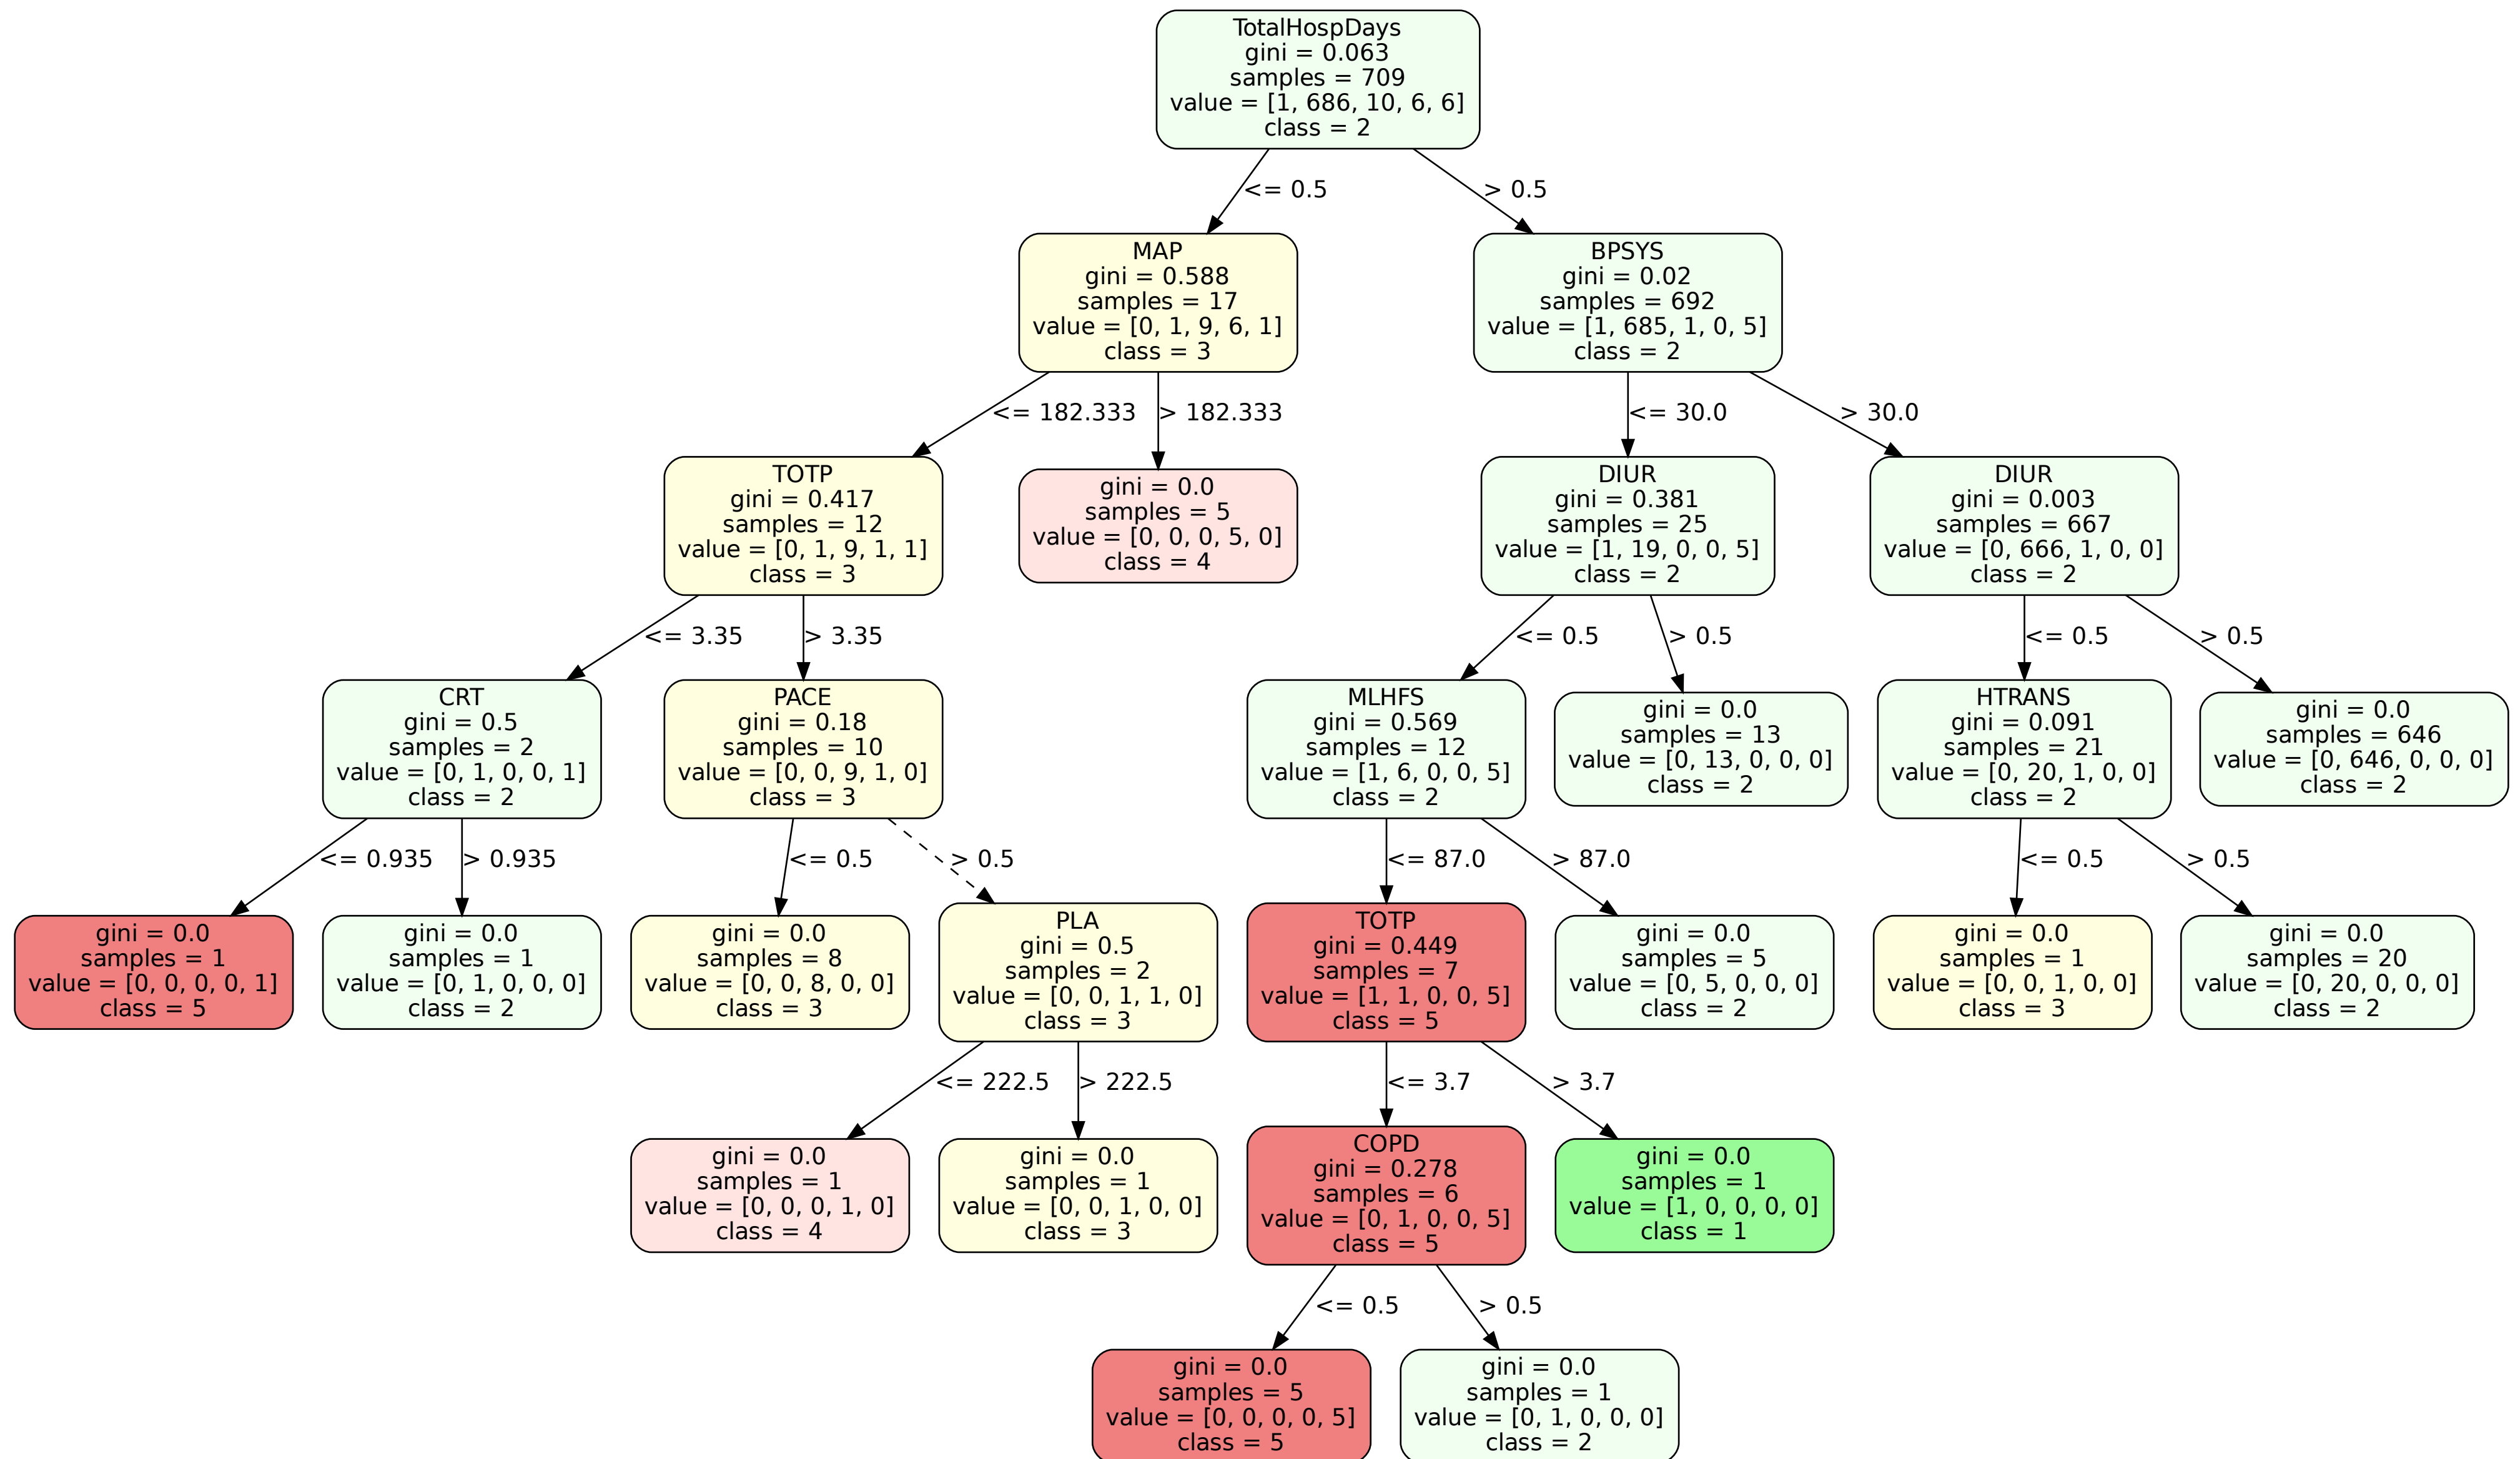 TotalHospDays
gini = 0.063
samples = 709
value = [1, 686, 10, 6, 6]
class = 2
<= 0.5
> 0.5
MAP
gini = 0.588
samples = 17
value = [0, 1, 9, 6, 1]
class = 3
BPSYS
gini = 0.02
samples = 692
value = [1, 685, 1, 0, 5]
class = 2
<= 182.333
> 182.333
<= 30.0
> 30.0
TOTP
gini = 0.417
samples = 12
value = [0, 1, 9, 1, 1]
class = 3
gini = 0.0
samples = 5
value = [0, 0, 0, 5, 0]
class = 4
DIUR
gini = 0.381
samples = 25
value = [1, 19, 0, 0, 5]
class = 2
DIUR
gini = 0.003
samples = 667
value = [0, 666, 1, 0, 0]
class = 2
<= 3.35
> 3.35
<= 0.5
> 0.5
<= 0.5
> 0.5
CRT
gini = 0.5
samples = 2
value = [0, 1, 0, 0, 1]
class = 2
PACE
gini = 0.18
samples = 10
value = [0, 0, 9, 1, 0]
class = 3
MLHFS
gini = 0.569
samples = 12
value = [1, 6, 0, 0, 5]
class = 2
gini = 0.0
samples = 13
value = [0, 13, 0, 0, 0]
class = 2
HTRANS
gini = 0.091
samples = 21
value = [0, 20, 1, 0, 0]
class = 2
gini = 0.0
samples = 646
value = [0, 646, 0, 0, 0]
class = 2
<= 0.935
> 0.935
<= 0.5
> 0.5
<= 87.0
> 87.0
<= 0.5
> 0.5
gini = 0.0
samples = 1
value = [0, 0, 0, 0, 1]
class = 5
gini = 0.0
samples = 1
value = [0, 1, 0, 0, 0]
class = 2
gini = 0.0
samples = 8
value = [0, 0, 8, 0, 0]
class = 3
PLA
gini = 0.5
samples = 2
value = [0, 0, 1, 1, 0]
class = 3
TOTP
gini = 0.449
samples = 7
value = [1, 1, 0, 0, 5]
class = 5
gini = 0.0
samples = 5
value = [0, 5, 0, 0, 0]
class = 2
gini = 0.0
samples = 1
value = [0, 0, 1, 0, 0]
class = 3
gini = 0.0
samples = 20
value = [0, 20, 0, 0, 0]
class = 2
<= 222.5
> 222.5
<= 3.7
> 3.7
gini = 0.0
samples = 1
value = [0, 0, 0, 1, 0]
class = 4
gini = 0.0
samples = 1
value = [0, 0, 1, 0, 0]
class = 3
COPD
gini = 0.278
samples = 6
value = [0, 1, 0, 0, 5]
class = 5
gini = 0.0
samples = 1
value = [1, 0, 0, 0, 0]
class = 1
<= 0.5
> 0.5
gini = 0.0
samples = 5
value = [0, 0, 0, 0, 5]
class = 5
gini = 0.0
samples = 1
value = [0, 1, 0, 0, 0]
class = 2